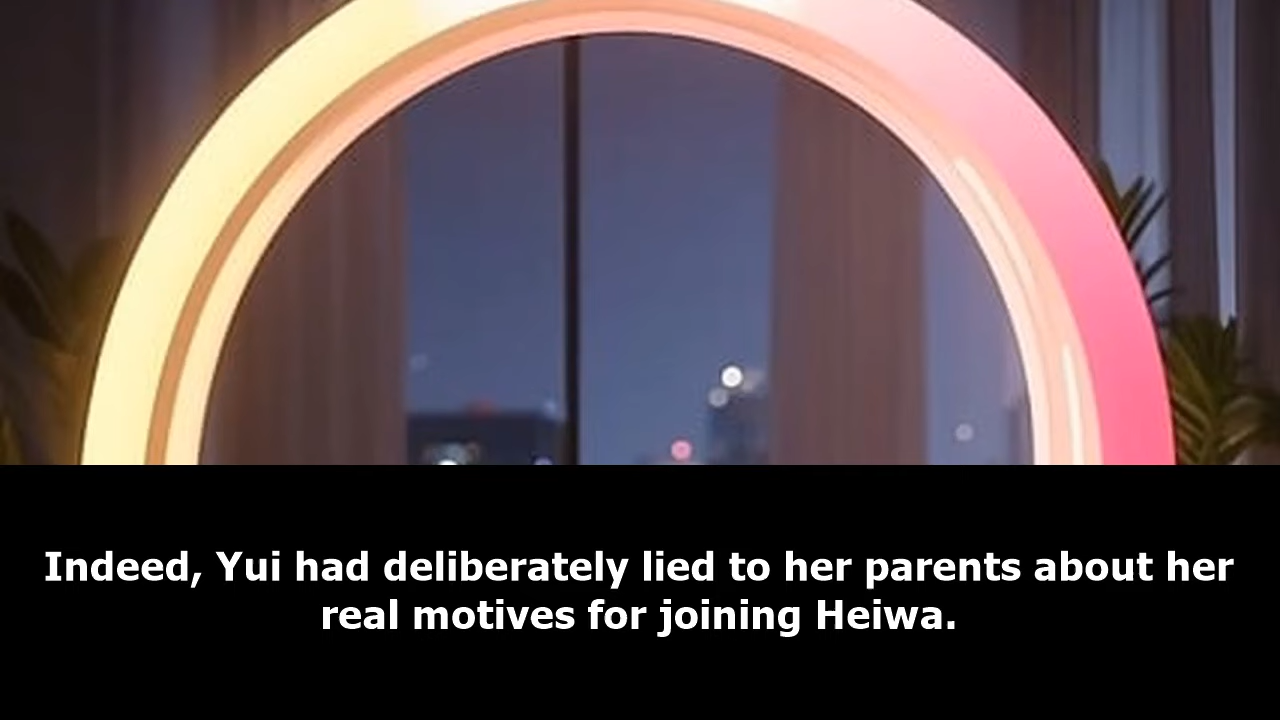 Indeed, Yui had deliberately lied to her parents about her
real motives for joining Heiwa.